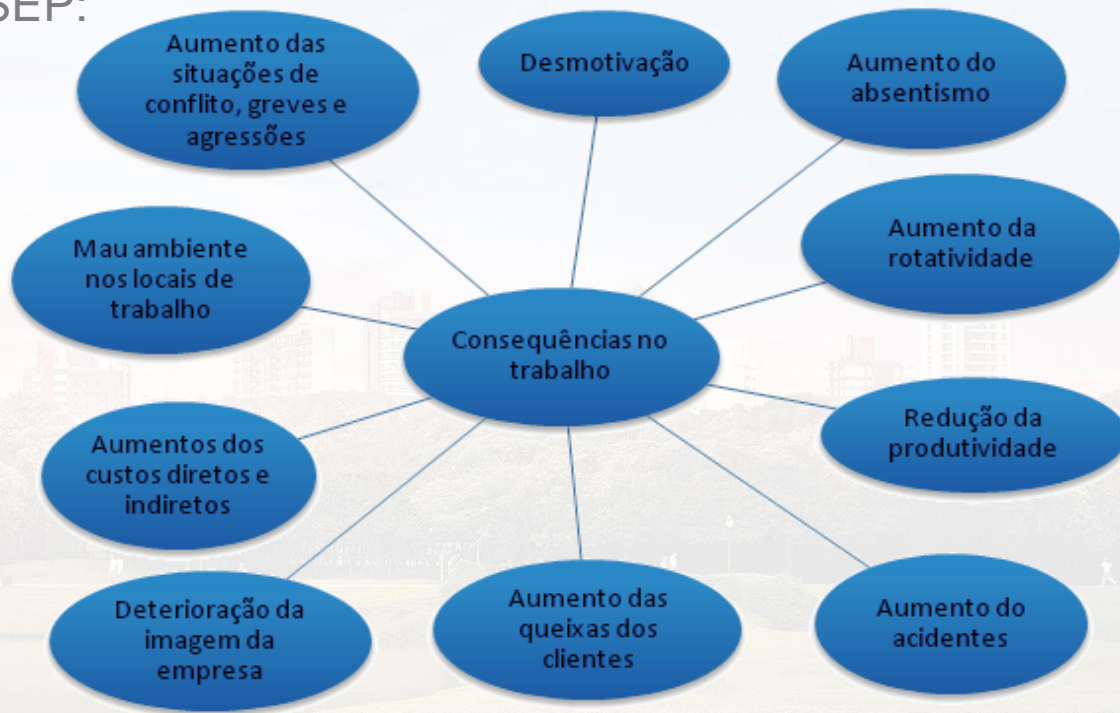 SEP:
Aumento das
situações de
conflito, greves e
agressões
Desmotivação
Aumento do
absentismo
Mau ambiente
nos locais de
trabalho
Aumento da
rotatividade
Consequências no
trabalho
Aumentos dos
custos diretos e
indiretos
Redução da
produtividade
Deterioração da
imagem da
empresa
Aumento das
queixas dos
clientes
Aumento do
acidentes